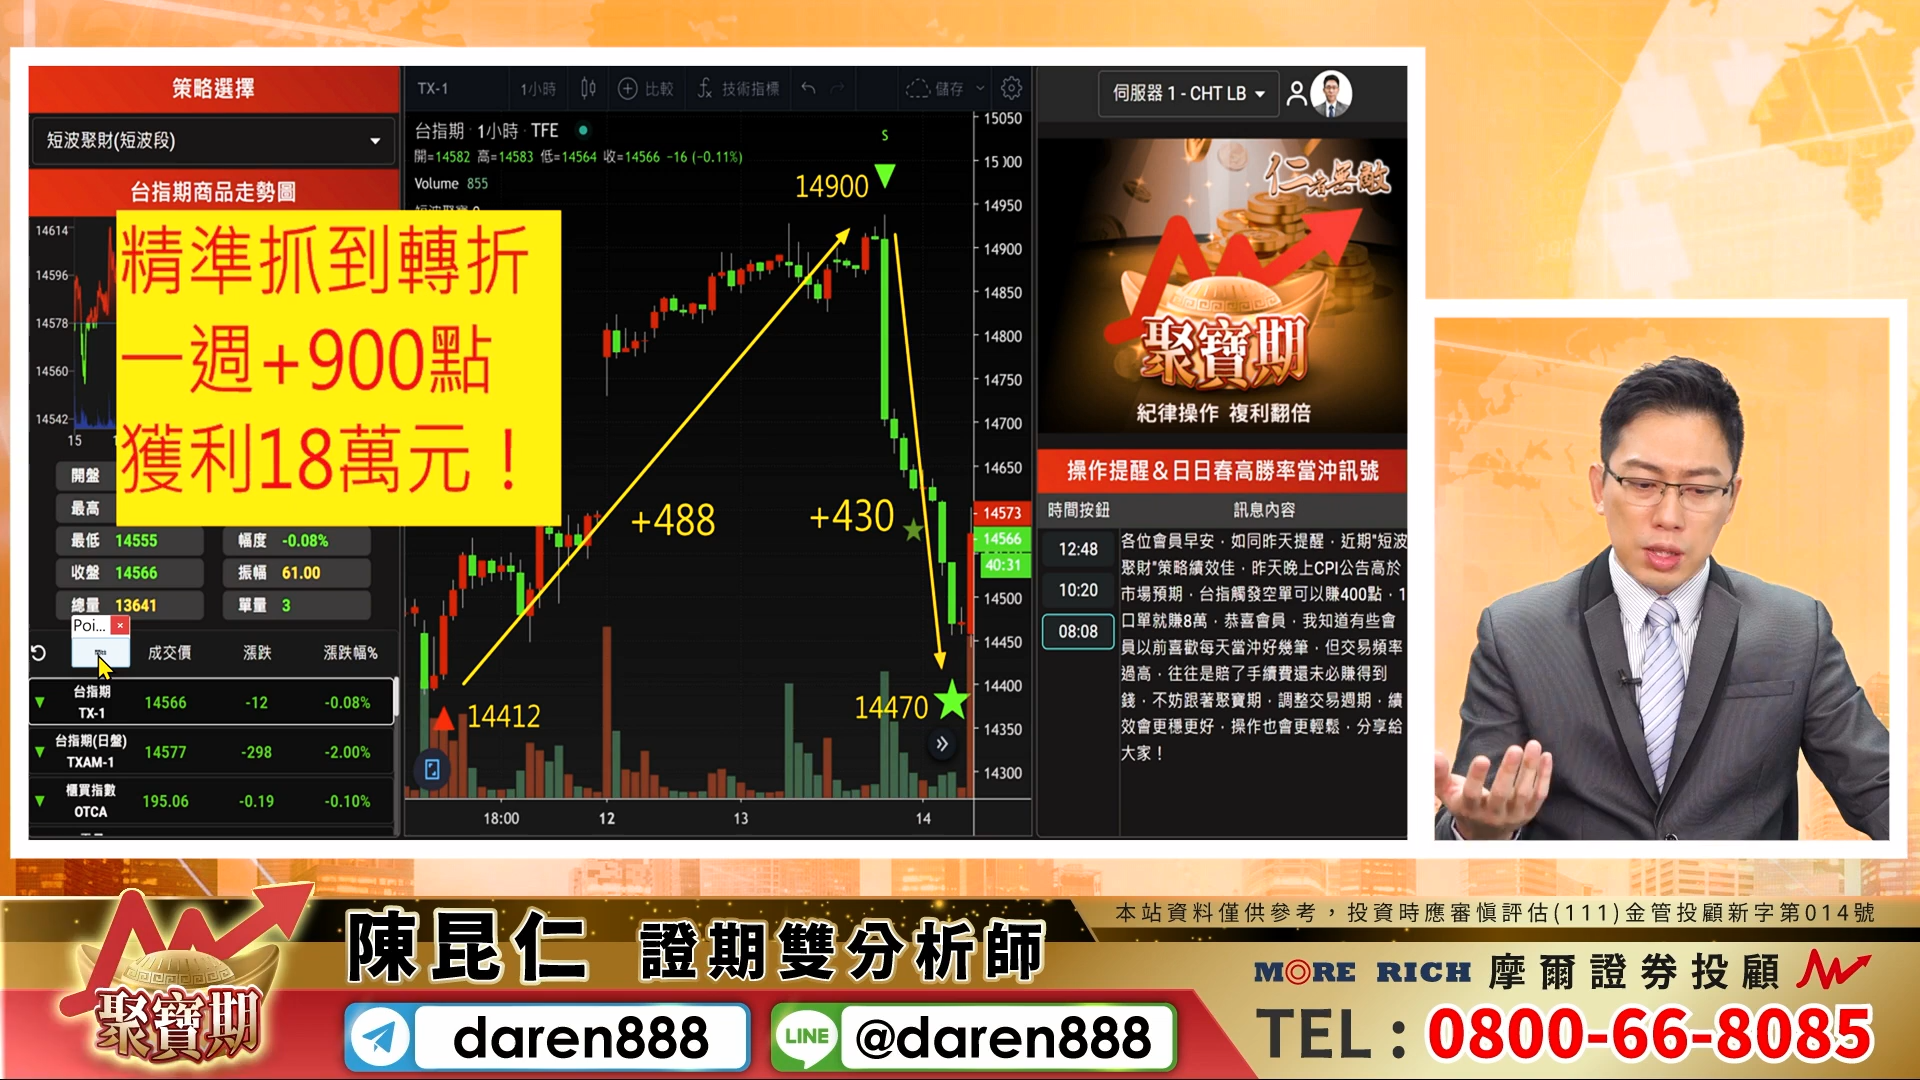 策略選擇
短波聚財(短波段)
台指期商品走勢圖
14614
14596
14578
14560
14542
15
精準抓到轉折
一週+900點
獲利18萬元！
開盤
最高
最低 14555 幅度 -0.08%
收盤 14566 振幅 61.00
總量 13641 單量 3
Poi... ×
成交價 漲跌 漲跌幅%
台指期
TX-1 14566 -12 -0.08%
台指期(日盤)
TXAM-1 14577 -298 -2.00%
櫃買指數
OTCA 195.06 -0.19 -0.10%
TX-1 1小時 比較 技術指標 儲存
台指期 · 1小時 · TFE
開=14582 高=14583 低=14564 收=14566 -16 (-0.11%)
Volume 855
S
14900
+488
+430
14412
14470
15050
15000
14950
14900
14850
14800
14750
14700
14650
14573
14566
40:31
14500
14450
14400
14350
14300
18:00 12 13 14
伺服器 1 - CHT LB
仁者無敵
聚寶期
紀律操作 複利翻倍
操作提醒＆日日春高勝率當沖訊號
時間按鈕 訊息內容
12:48
10:20
08:08
各位會員早安，如同昨天提醒，近期"短波
聚財"策略績效佳，昨天晚上CPI公告高於
市場預期，台指觸發空單可以賺400點，1
口單就賺8萬，恭喜會員，我知道有些會
員以前喜歡每天當沖好幾筆，但交易頻率
過高，往往是賠了手續費還未必賺得到
錢，不妨跟著聚寶期，調整交易週期，績
效會更穩更好，操作也會更輕鬆，分享給
大家！
聚寶期
陳昆仁 證期雙分析師
daren888
LINE @daren888
本站資料僅供參考，投資時應審慎評估(111)金管投顧新字第014號
MORE RICH 摩爾證券投顧
TEL：0800-66-8085